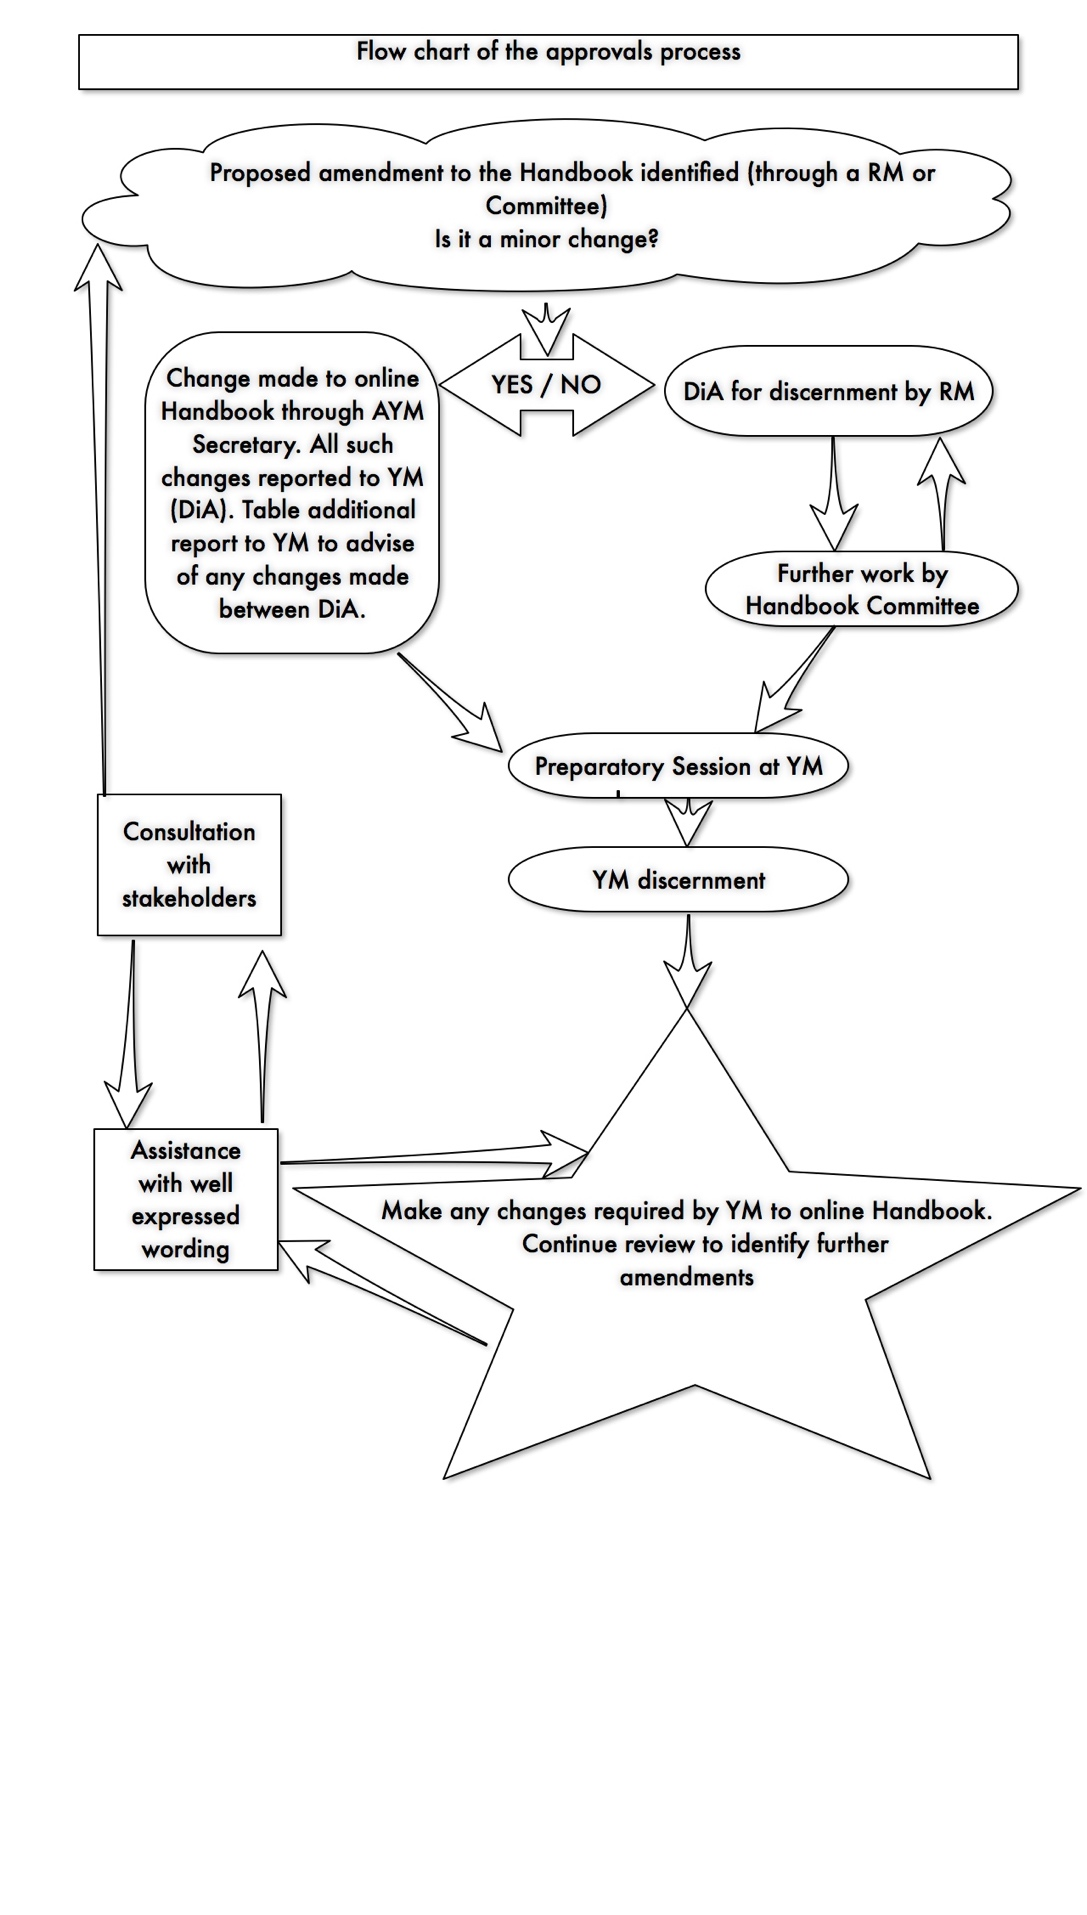 Flow chart of the approvals process
Proposed amendment to the Handbook identified (through a RM or
Committee)
Is it a minor change?
YES / NO
Change made to online
Handbook through AYM
Secretary. All such
changes reported to YM
(DiA). Table additional
report to YM to advise
of any changes made
between DiA.
DiA for discernment by RM
Further work by
Handbook Committee
Preparatory Session at YM
YM discernment
Consultation
with
stakeholders
Assistance
with well
expressed
wording
Make any changes required by YM to online Handbook.
Continue review to identify further
amendments